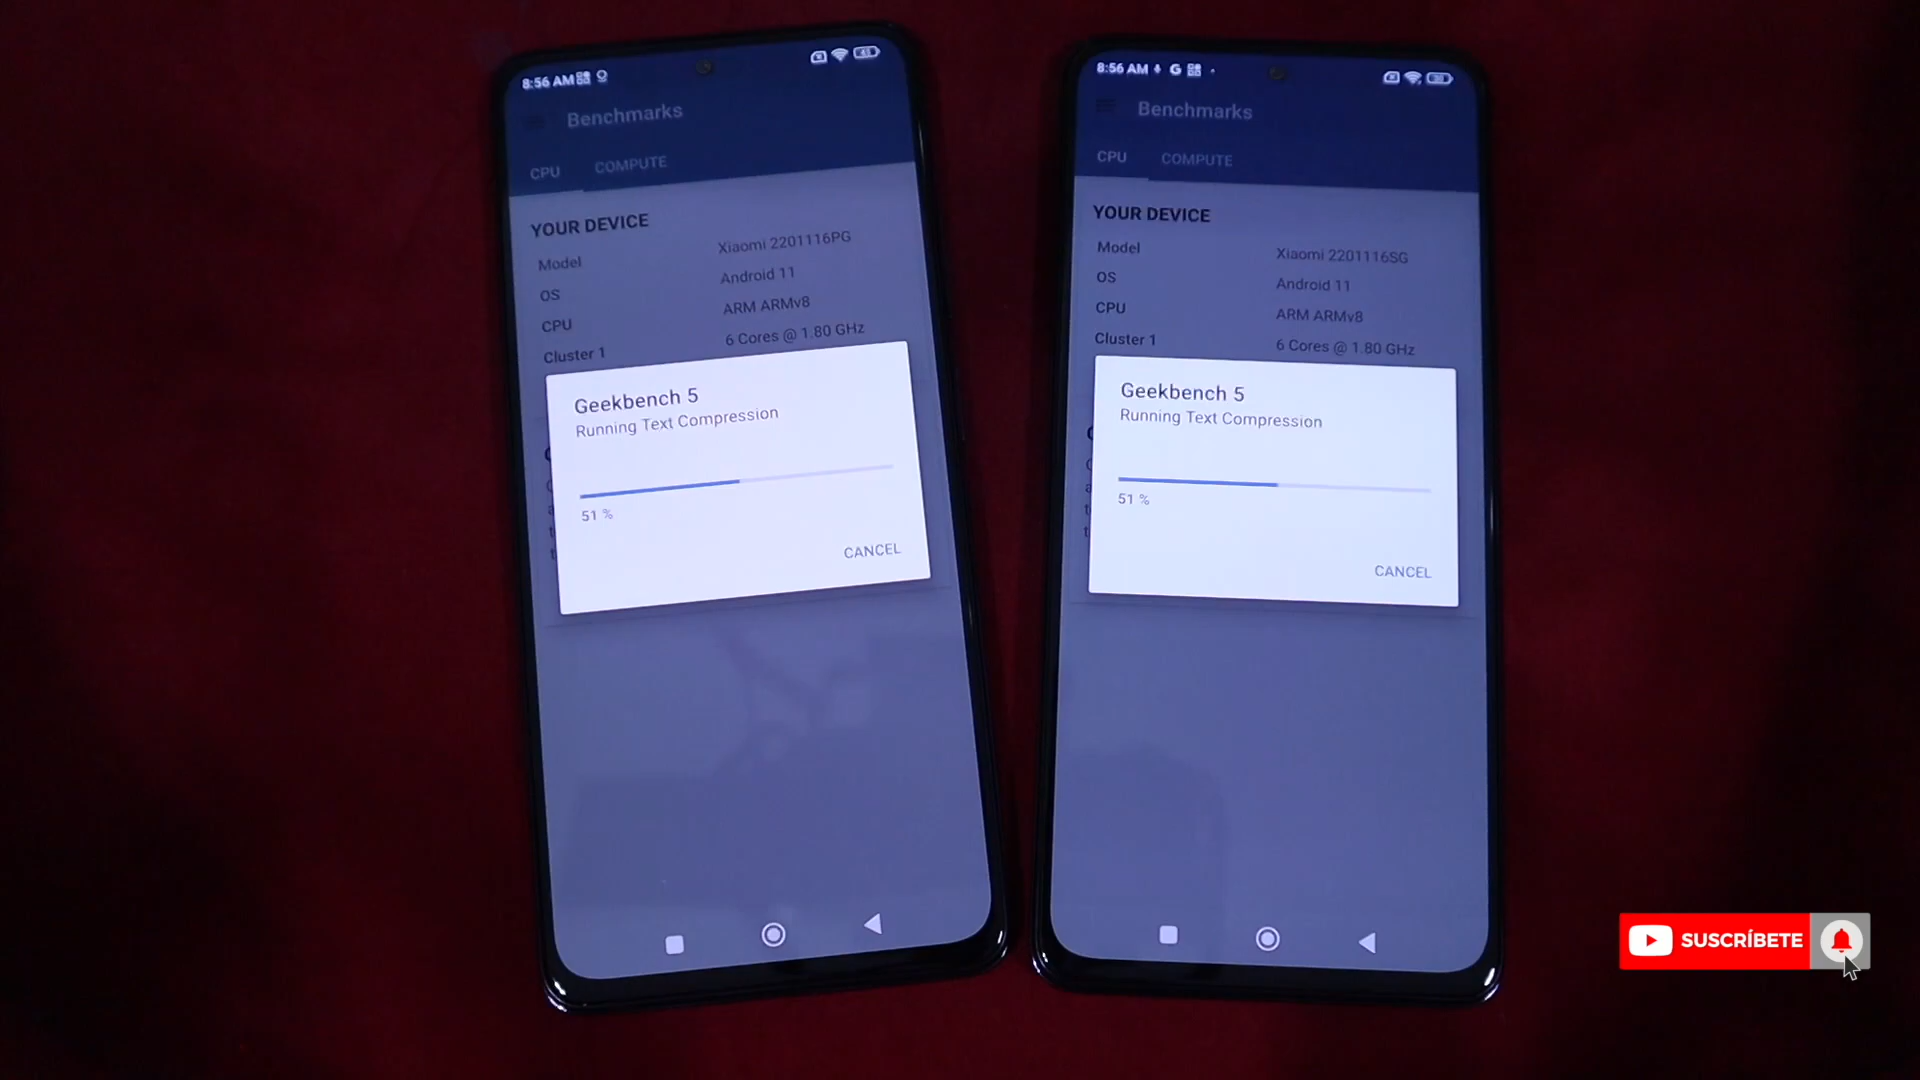 8:56 AM
Benchmarks
CPU COMPUTE
YOUR DEVICE
Model Xiaomi 2201116PG
OS Android 11
CPU ARM ARMv8
Cluster 1 6 Cores @ 1.80 GHz
Geekbench 5
Running Text Compression
51 %
CANCEL
8:56 AM G
Benchmarks
CPU COMPUTE
YOUR DEVICE
Model Xiaomi 2201116SG
OS Android 11
CPU ARM ARMv8
Cluster 1 6 Cores @ 1.80 GHz
Geekbench 5
Running Text Compression
51 %
CANCEL
SUSCRÍBETE